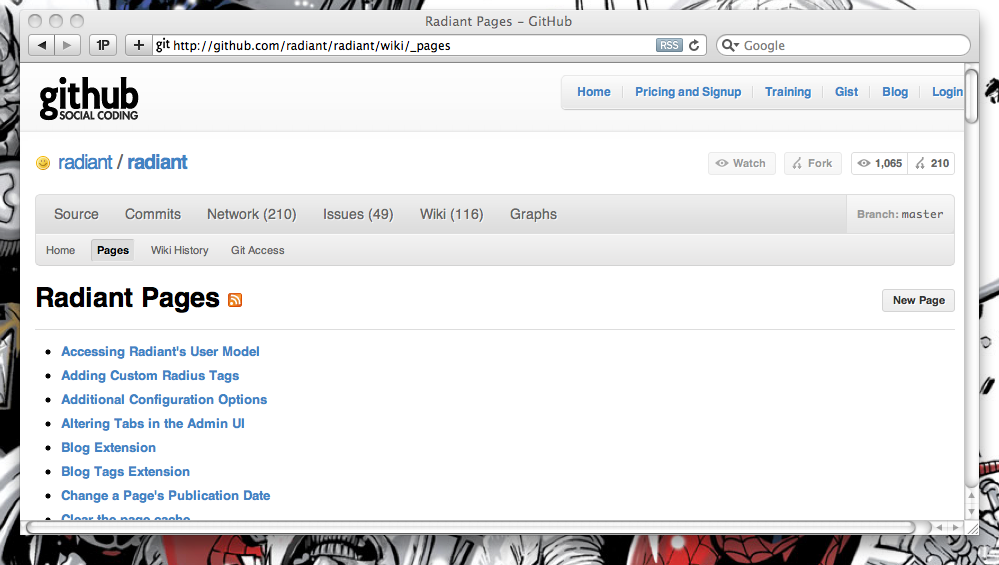 Radiant Pages – GitHub
1P + git http://github.com/radiant/radiant/wiki/_pages RSS Google
github
SOCIAL CODING
Home Pricing and Signup Training Gist Blog Login
radiant / radiant Watch Fork 1,065 210
Source Commits Network (210) Issues (49) Wiki (116) Graphs Branch: master
Home Pages Wiki History Git Access
Radiant Pages New Page
Accessing Radiant's User Model
Adding Custom Radius Tags
Additional Configuration Options
Altering Tabs in the Admin UI
Blog Extension
Blog Tags Extension
Change a Page's Publication Date
Clear the page cache